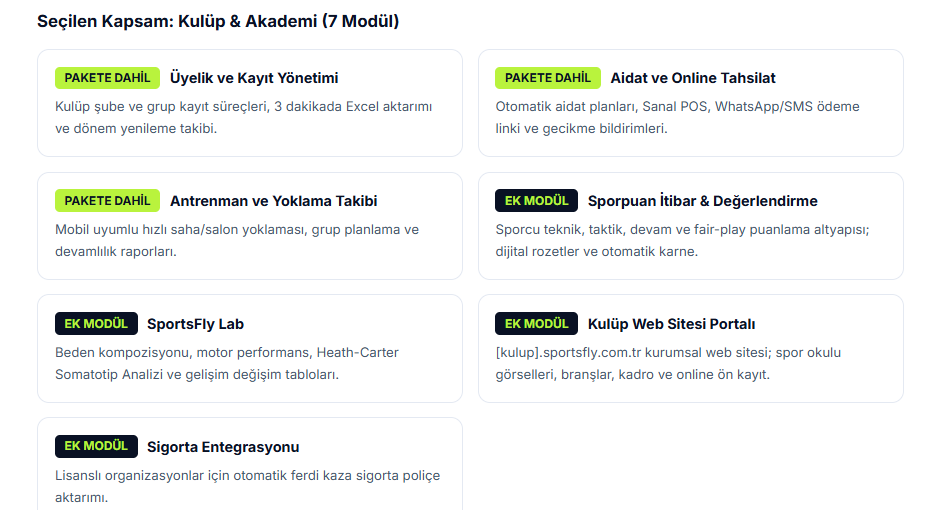 Seçilen Kapsam: Kulüp & Akademi (7 Modül)
PAKETE DAHİL Üyelik ve Kayıt Yönetimi
Kulüp şube ve grup kayıt süreçleri, 3 dakikada Excel aktarımı
ve dönem yenileme takibi.
PAKETE DAHİL Aidat ve Online Tahsilat
Otomatik aidat planları, Sanal POS, WhatsApp/SMS ödeme
linki ve gecikme bildirimleri.
PAKETE DAHİL Antrenman ve Yoklama Takibi
Mobil uyumlu hızlı saha/salon yoklaması, grup planlama ve
devamlılık raporları.
EK MODÜL Sporpuan İtibar & Değerlendirme
Sporcu teknik, taktik, devam ve fair-play puanlama altyapısı;
dijital rozetler ve otomatik karne.
EK MODÜL SportsFly Lab
Beden kompozisyonu, motor performans, Heath-Carter
Somatotip Analizi ve gelişim değişim tabloları.
EK MODÜL Kulüp Web Sitesi Portalı
[kulup].sportsfly.com.tr kurumsal web sitesi; spor okulu
görselleri, branşlar, kadro ve online ön kayıt.
EK MODÜL Sigorta Entegrasyonu
Lisanslı organizasyonlar için otomatik ferdi kaza sigorta poliçe
aktarımı.